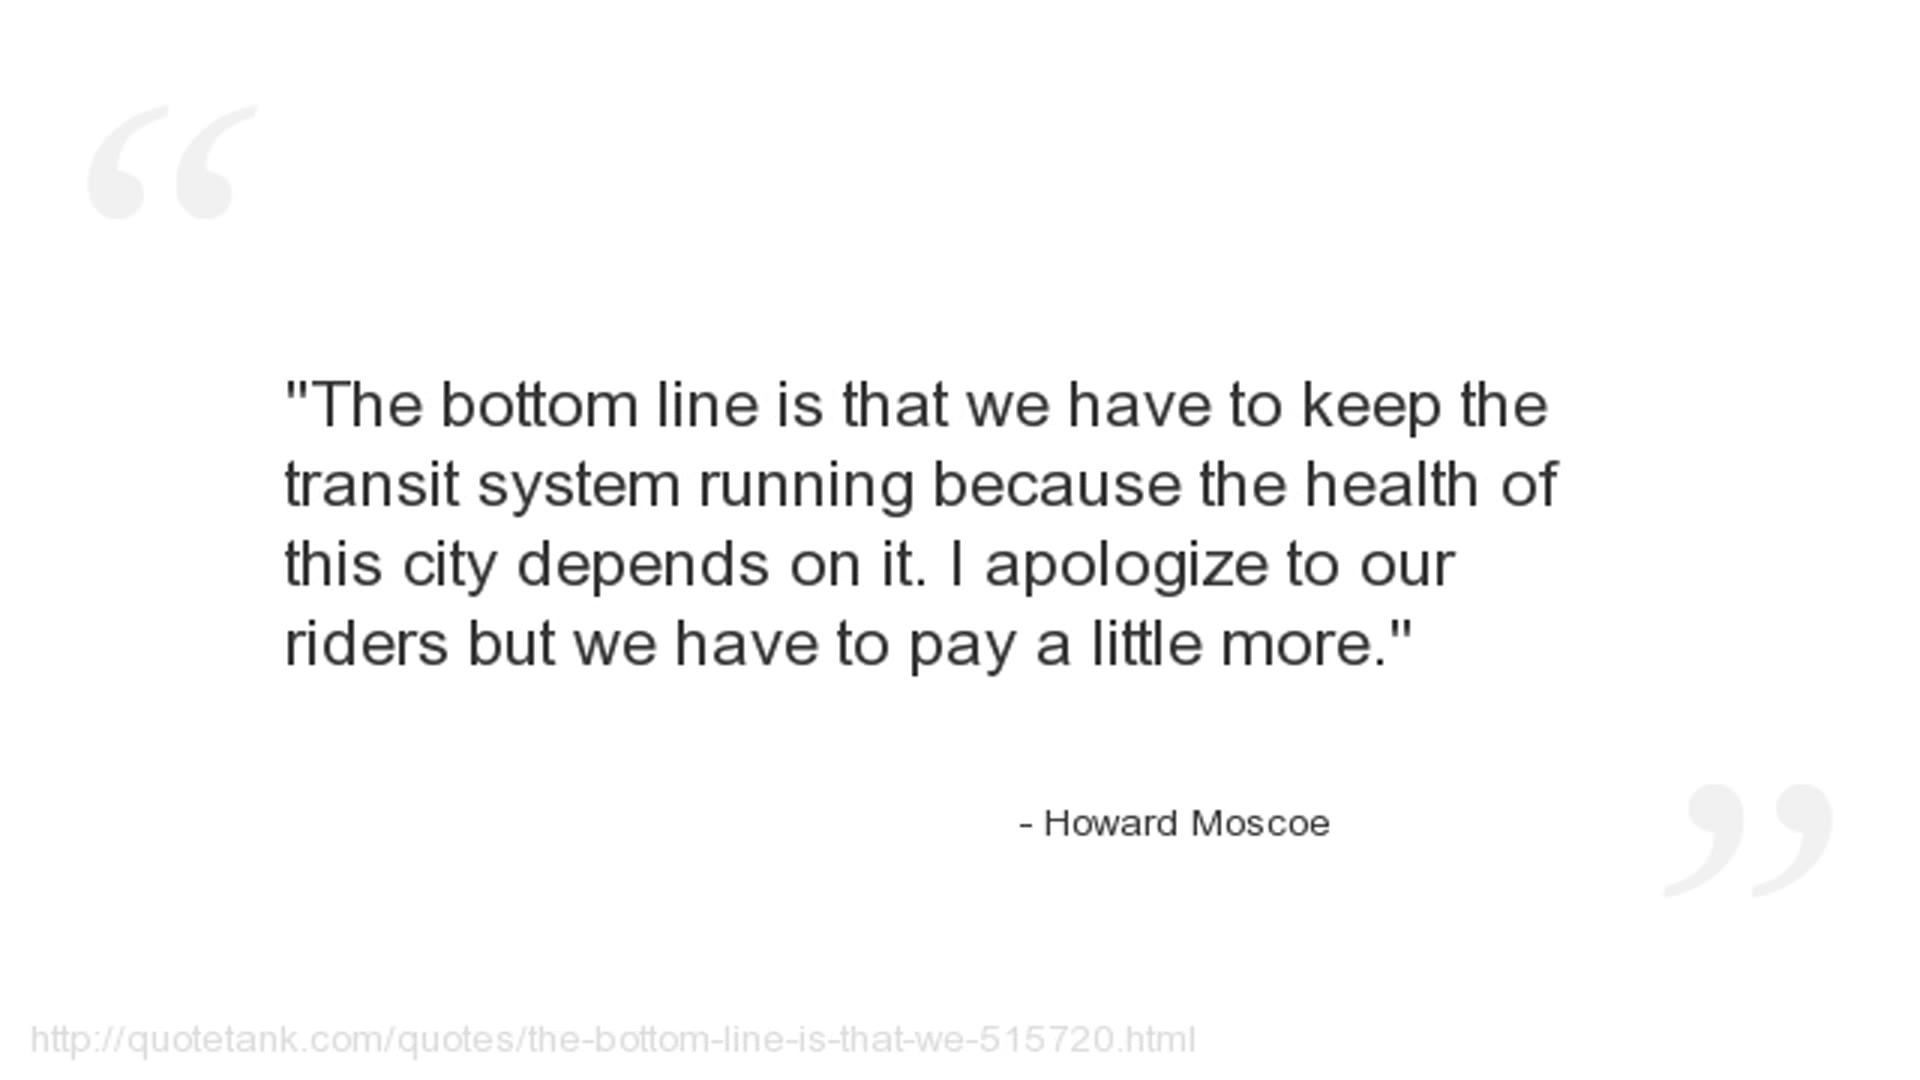 "The bottom line is that we have to keep the
transit system running because the health of
this city depends on it. I apologize to our
riders but we have to pay a little more."
- Howard Moscoe
http://quotetank.com/quotes/the-bottom-line-is-that-we-515720.html